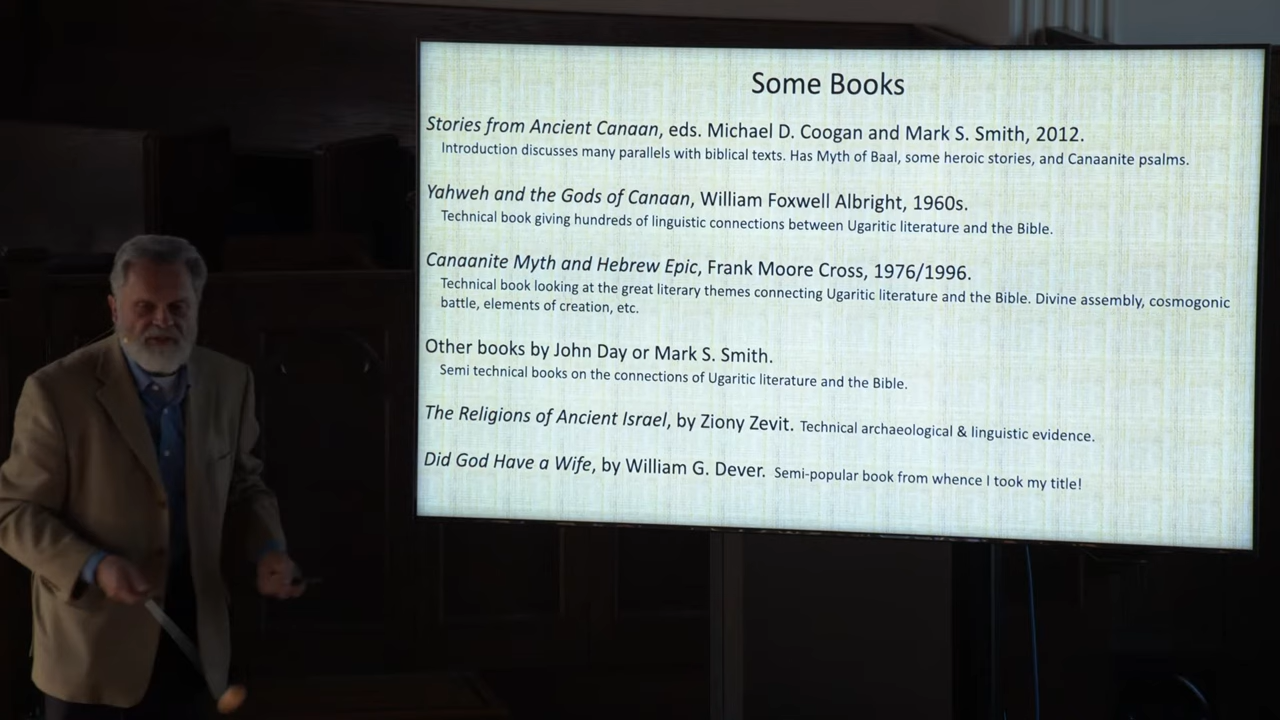 Some Books
Stories from Ancient Canaan, eds. Michael D. Coogan and Mark S. Smith, 2012.
Introduction discusses many parallels with biblical texts. Has Myth of Baal, some heroic stories, and Canaanite psalms.
Yahweh and the Gods of Canaan, William Foxwell Albright, 1960s.
Technical book giving hundreds of linguistic connections between Ugaritic literature and the Bible.
Canaanite Myth and Hebrew Epic, Frank Moore Cross, 1976/1996.
Technical book looking at the great literary themes connecting Ugaritic literature and the Bible. Divine assembly, cosmogonic
battle, elements of creation, etc.
Other books by John Day or Mark S. Smith.
Semi technical books on the connections of Ugaritic literature and the Bible.
The Religions of Ancient Israel, by Ziony Zevit. Technical archaeological & linguistic evidence.
Did God Have a Wife, by William G. Dever. Semi-popular book from whence I took my title!